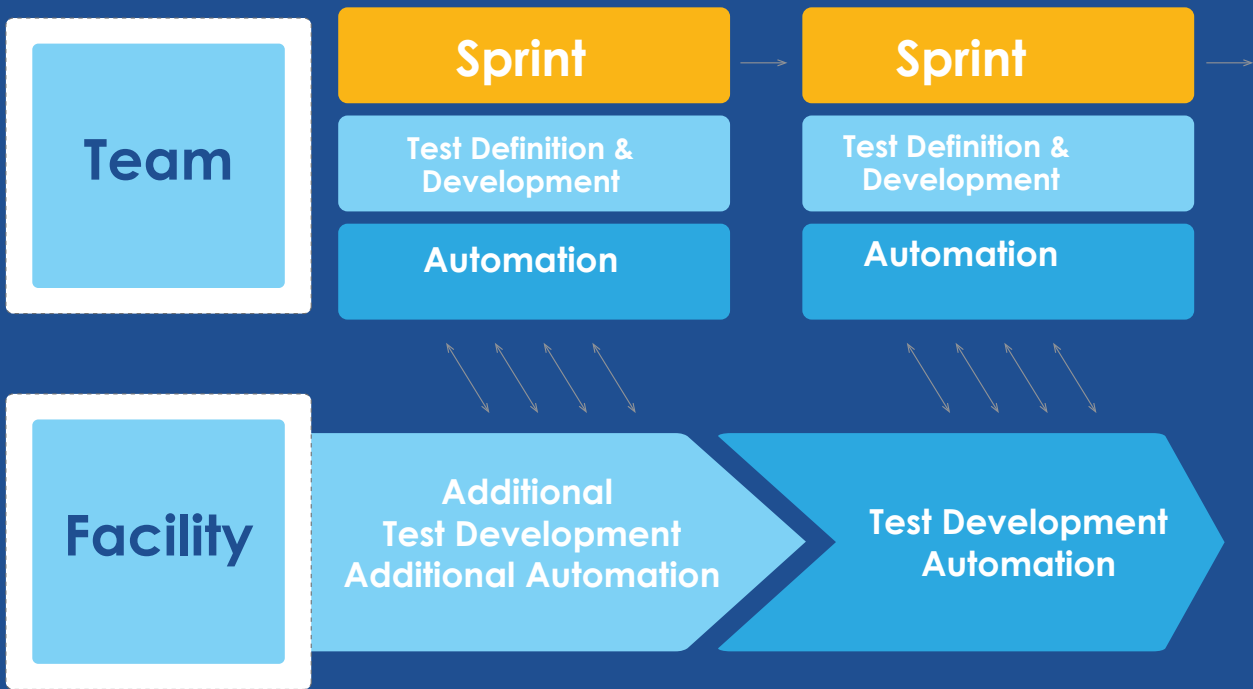 Team
Sprint
Test Definition &
Development
Automation
Sprint
Test Definition &
Development
Automation
Facility
Additional
Test Development
Additional Automation
Test Development
Automation